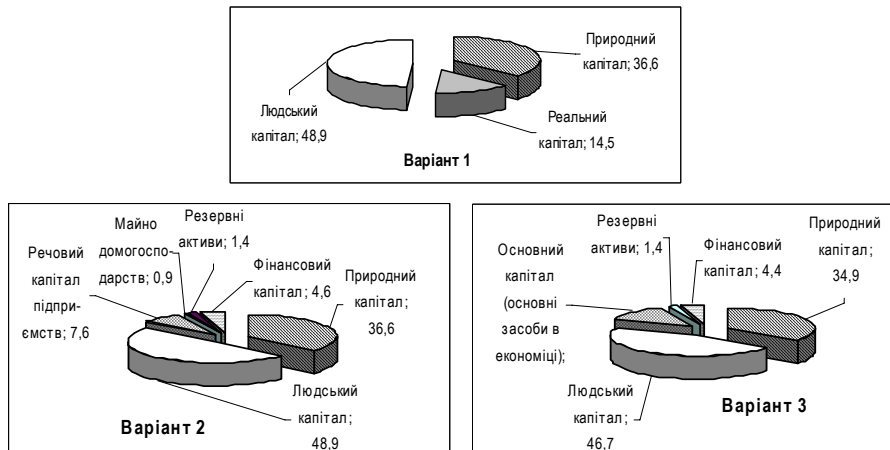 Природний
капітал; 36,6
Людський
капітал; 48,9
Реальний
капітал; 14,5
Варіант 1
Резервні
активи; 1,4
Майно
домогоспо-
дарств; 0,9
Речовий
капітал
підпри-
ємств; 7,6
Фінансовий
капітал; 4,6
Природний
капітал;
36,6
Людський
капітал;
48,9
Варіант 2
Резервні
активи; 1,4
Фінансовий
капітал; 4,4
Природний
капітал;
34,9
Основний
капітал
(основні
засоби в
економіці);
Людський
капітал;
46,7
Варіант 3